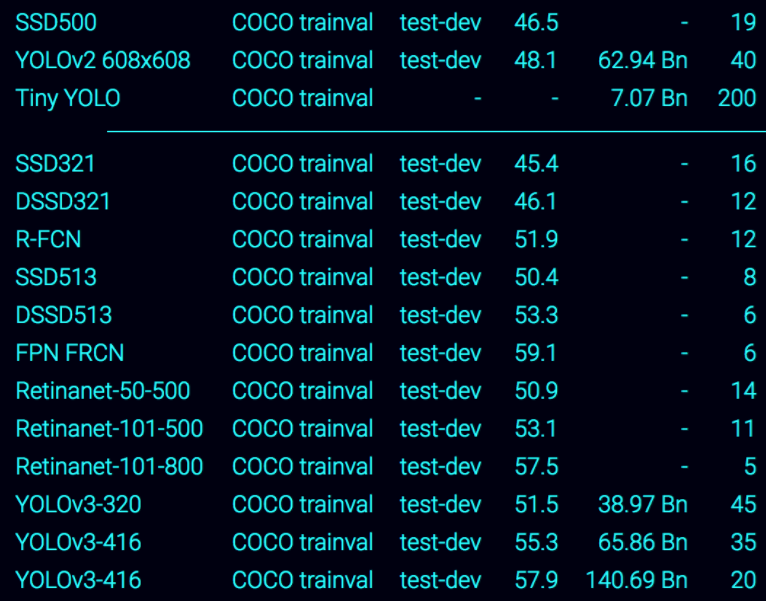 SSD500 COCO trainval test-dev 46.5 - 19
YOLOv2 608x608 COCO trainval test-dev 48.1 62.94 Bn 40
Tiny YOLO COCO trainval - - 7.07 Bn 200
SSD321 COCO trainval test-dev 45.4 - 16
DSSD321 COCO trainval test-dev 46.1 - 12
R-FCN COCO trainval test-dev 51.9 - 12
SSD513 COCO trainval test-dev 50.4 - 8
DSSD513 COCO trainval test-dev 53.3 - 6
FPN FRCN COCO trainval test-dev 59.1 - 6
Retinanet-50-500 COCO trainval test-dev 50.9 - 14
Retinanet-101-500 COCO trainval test-dev 53.1 - 11
Retinanet-101-800 COCO trainval test-dev 57.5 - 5
YOLOv3-320 COCO trainval test-dev 51.5 38.97 Bn 45
YOLOv3-416 COCO trainval test-dev 55.3 65.86 Bn 35
YOLOv3-416 COCO trainval test-dev 57.9 140.69 Bn 20